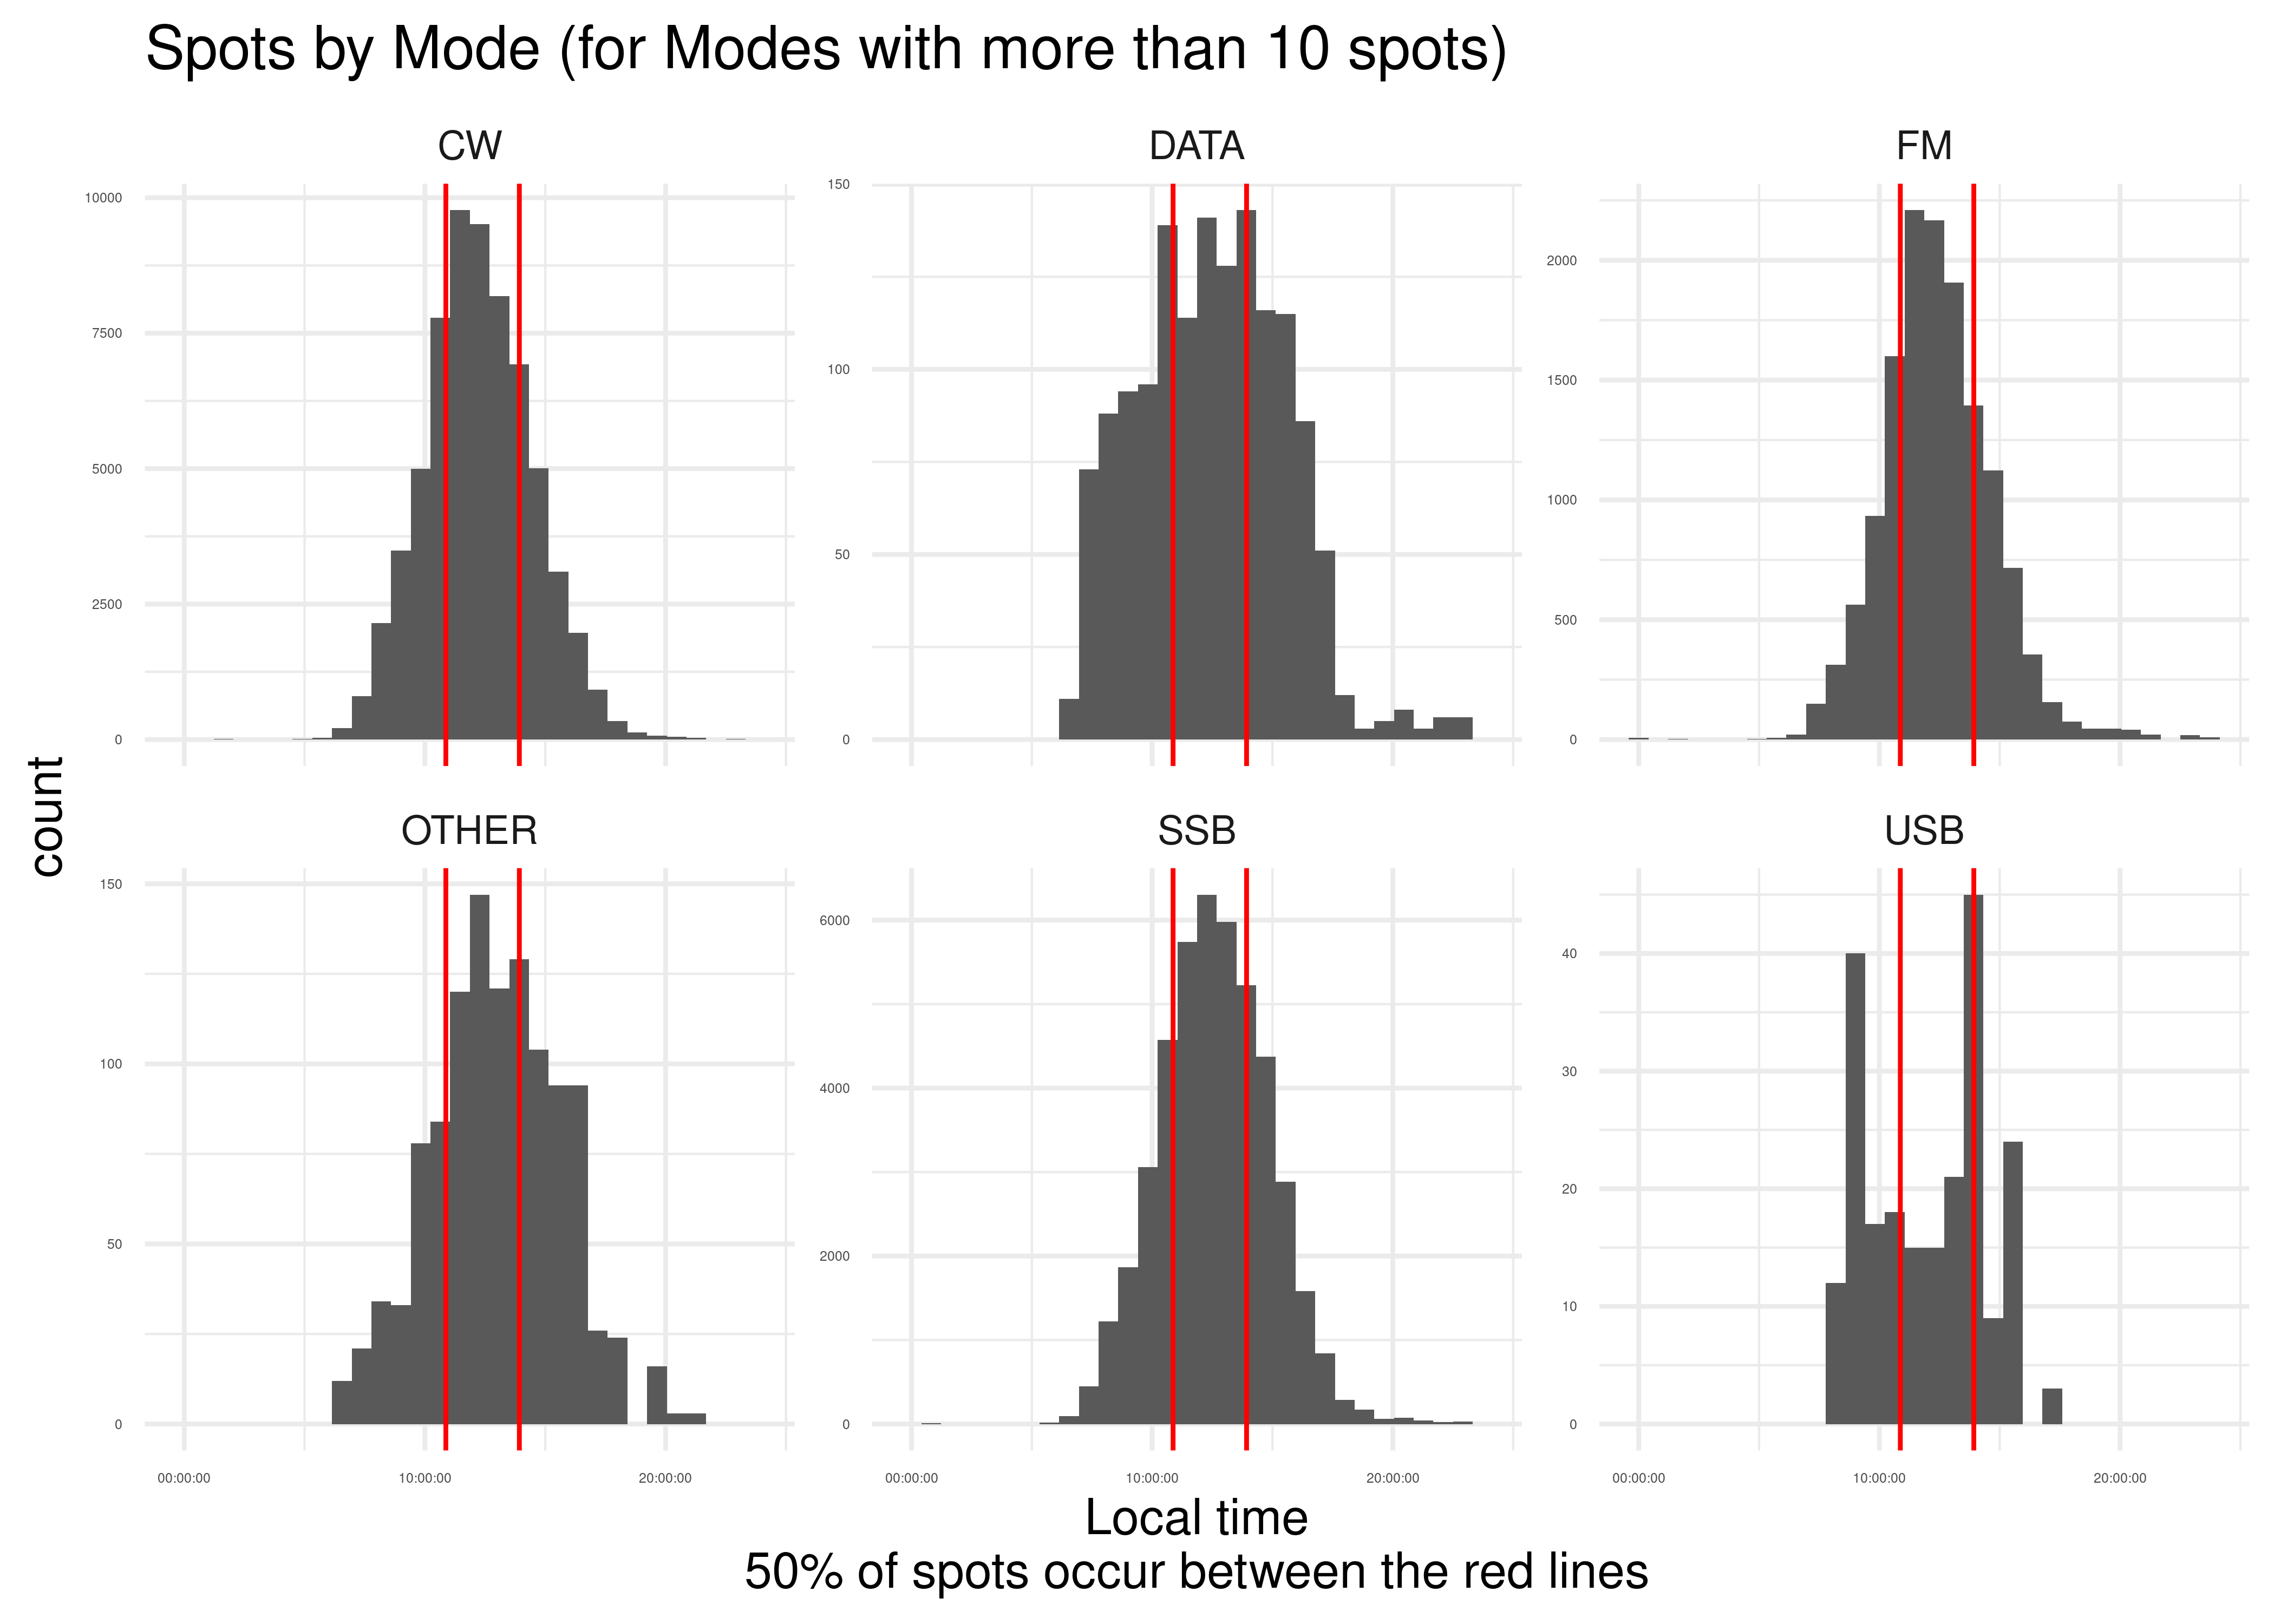 Spots by Mode (for Modes with more than 10 spots)
CW
DATA
FM
10000
7500
5000
2500
0
150
100
50
0
2000
1500
1000
500
0
count
OTHER
SSB
USB
150
100
50
0
6000
4000
2000
0
40
30
20
10
0
00:00:00 10:00:00 20:00:00
00:00:00 10:00:00 20:00:00
00:00:00 10:00:00 20:00:00
Local time
50% of spots occur between the red lines